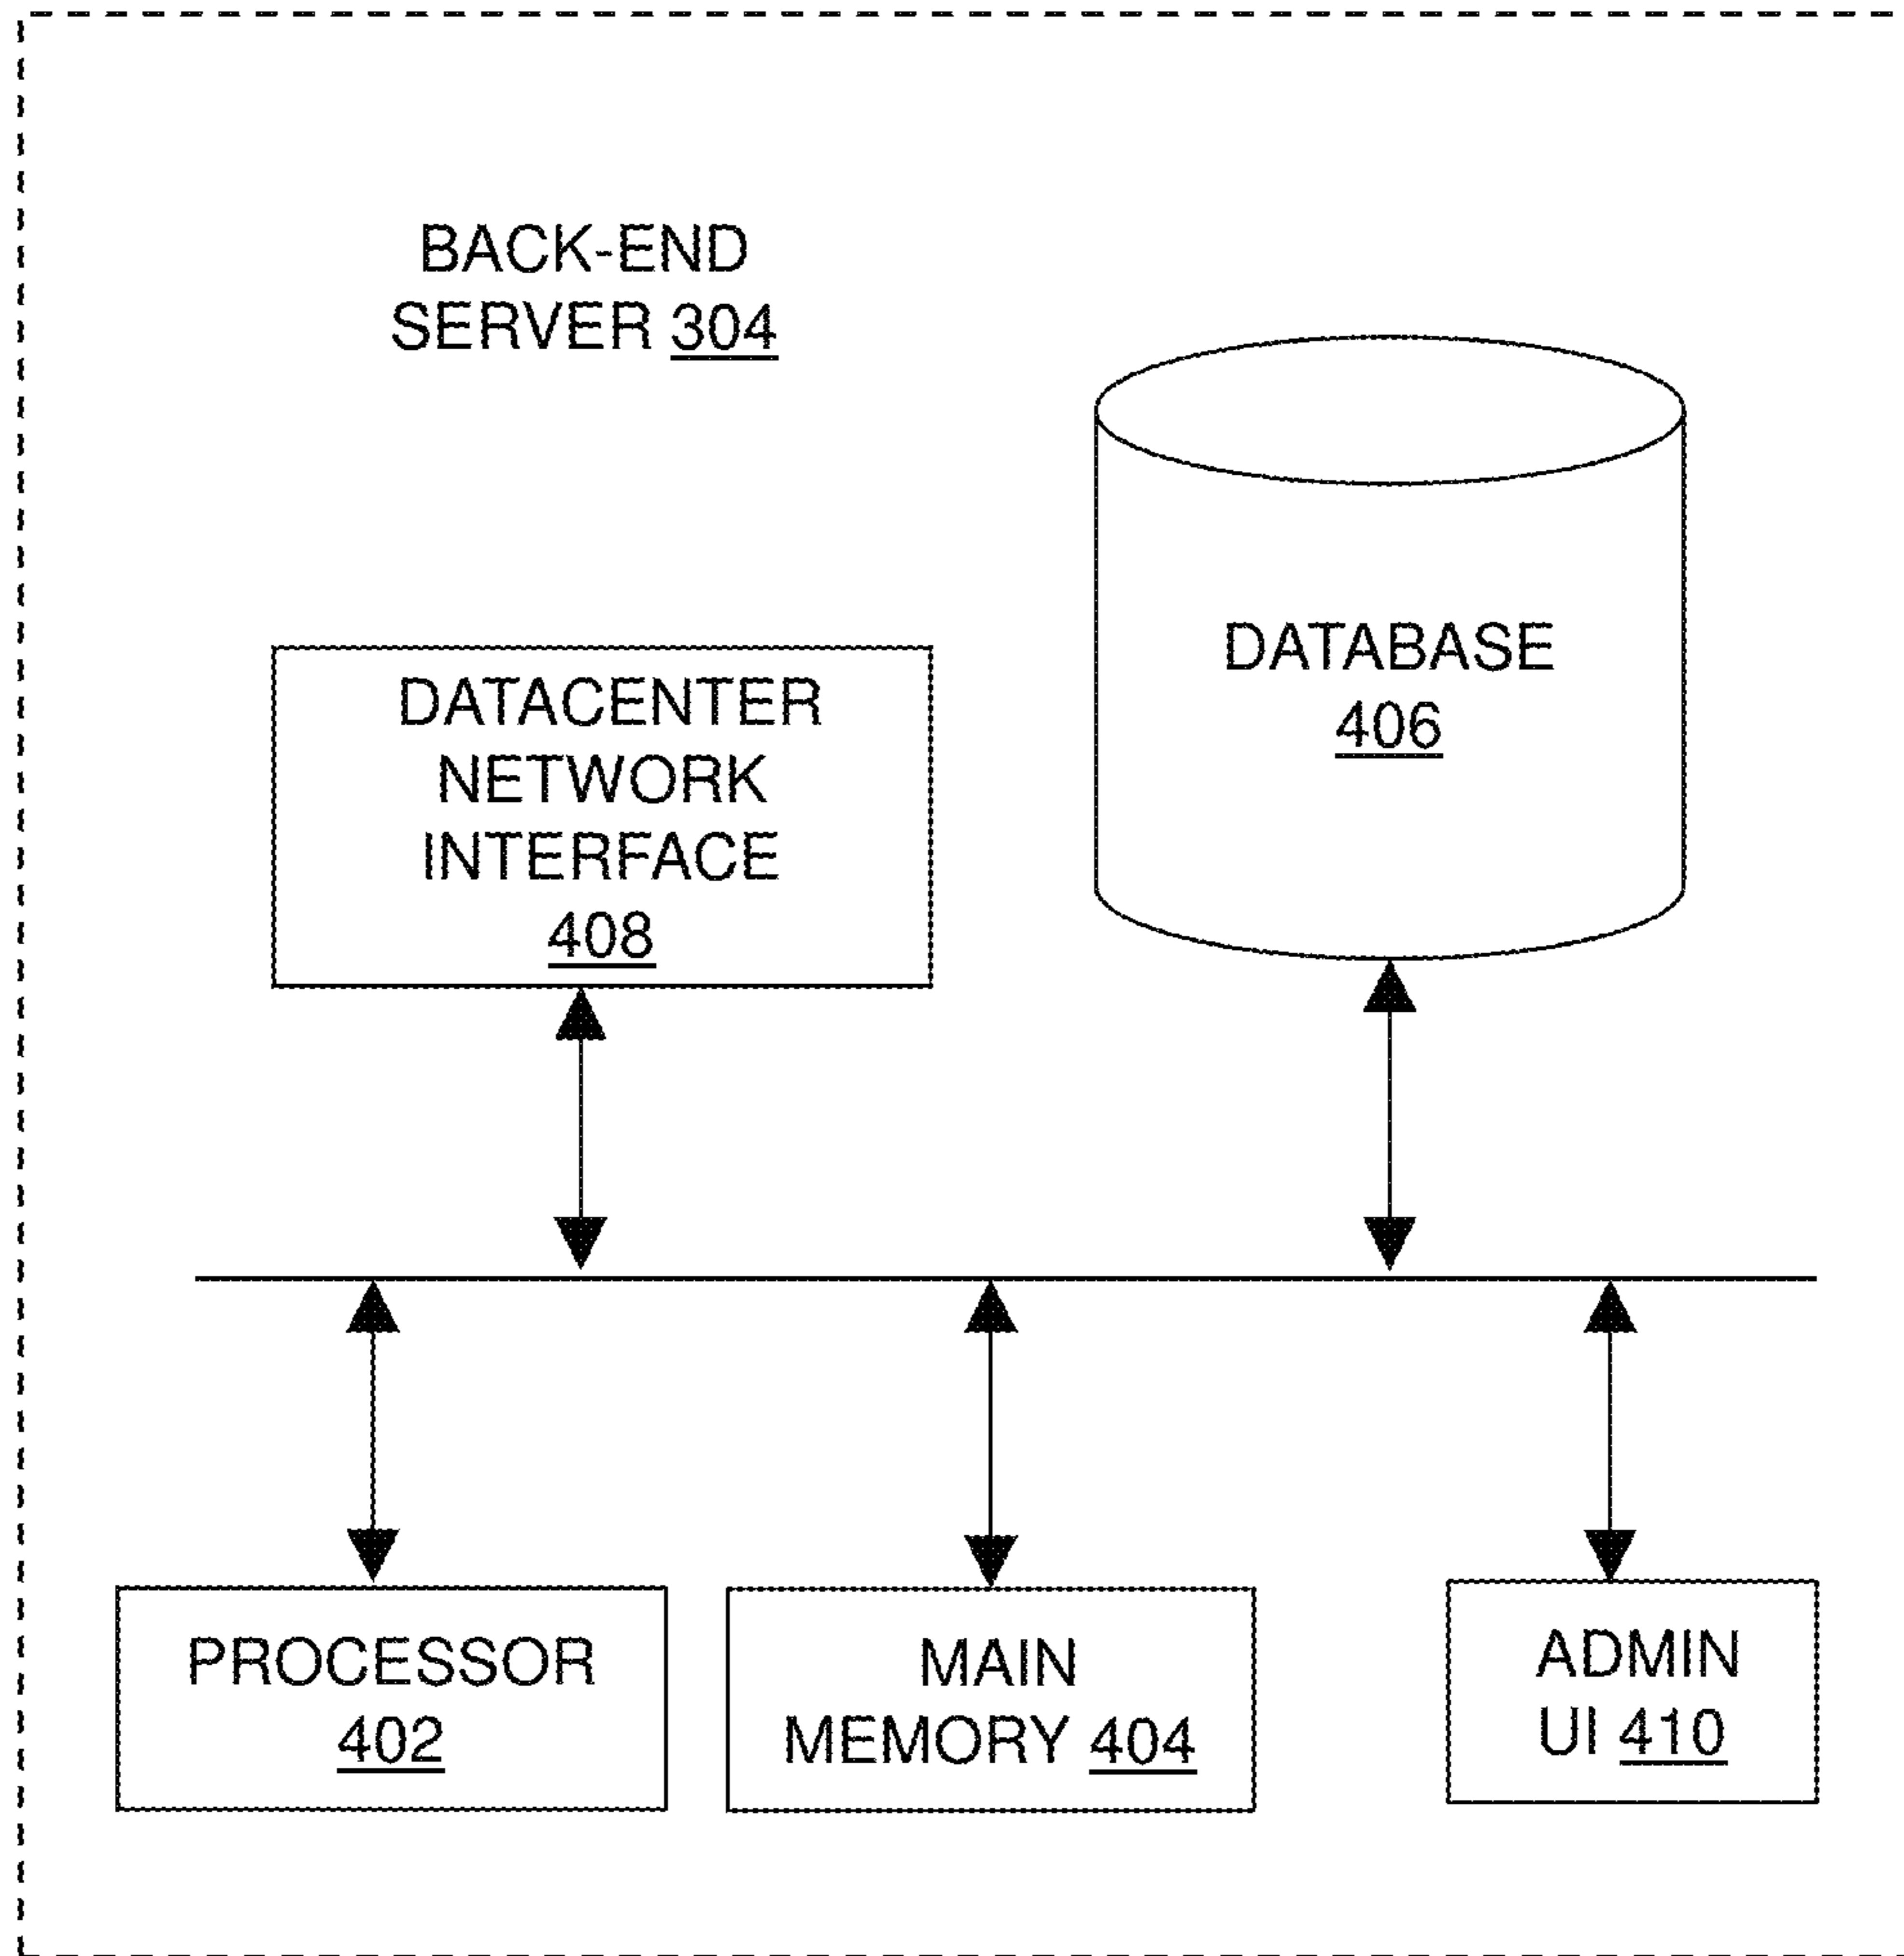 BACK-END
SERVER 304
DATABASE
406
DATACENTER
NETWORK
INTERFACE
408
PROCESSOR
402
MAIN
MEMORY 404
ADMIN
UI 410